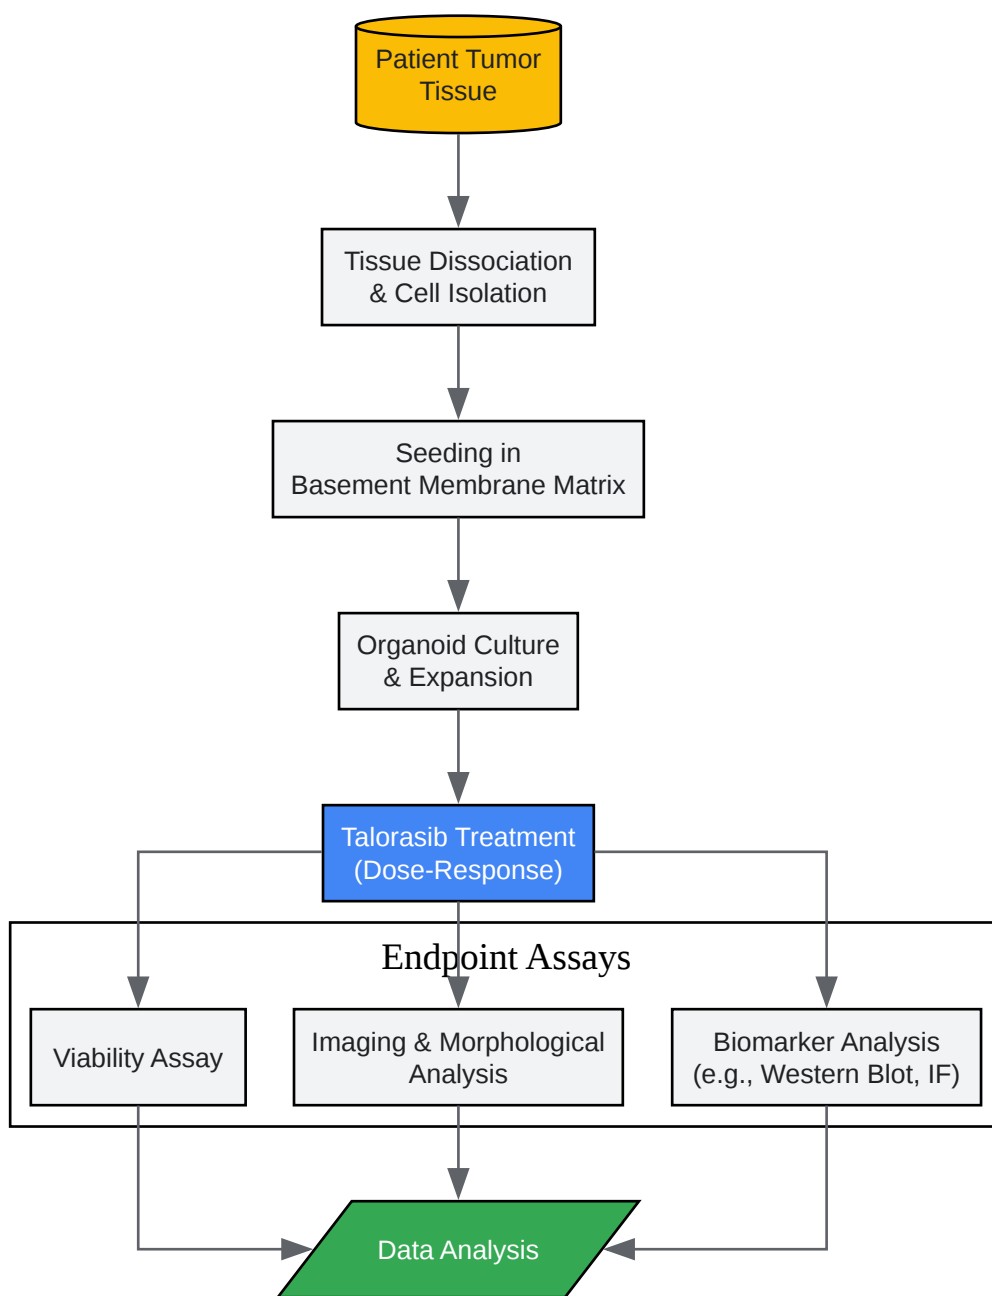 Patient Tumor
Tissue
Tissue Dissociation
& Cell Isolation
Seeding in
Basement Membrane Matrix
Organoid Culture
& Expansion
Talorasib Treatment
(Dose-Response)
Endpoint Assays
Viability Assay
Imaging & Morphological
Analysis
Biomarker Analysis
(e.g., Western Blot, IF)
Data Analysis